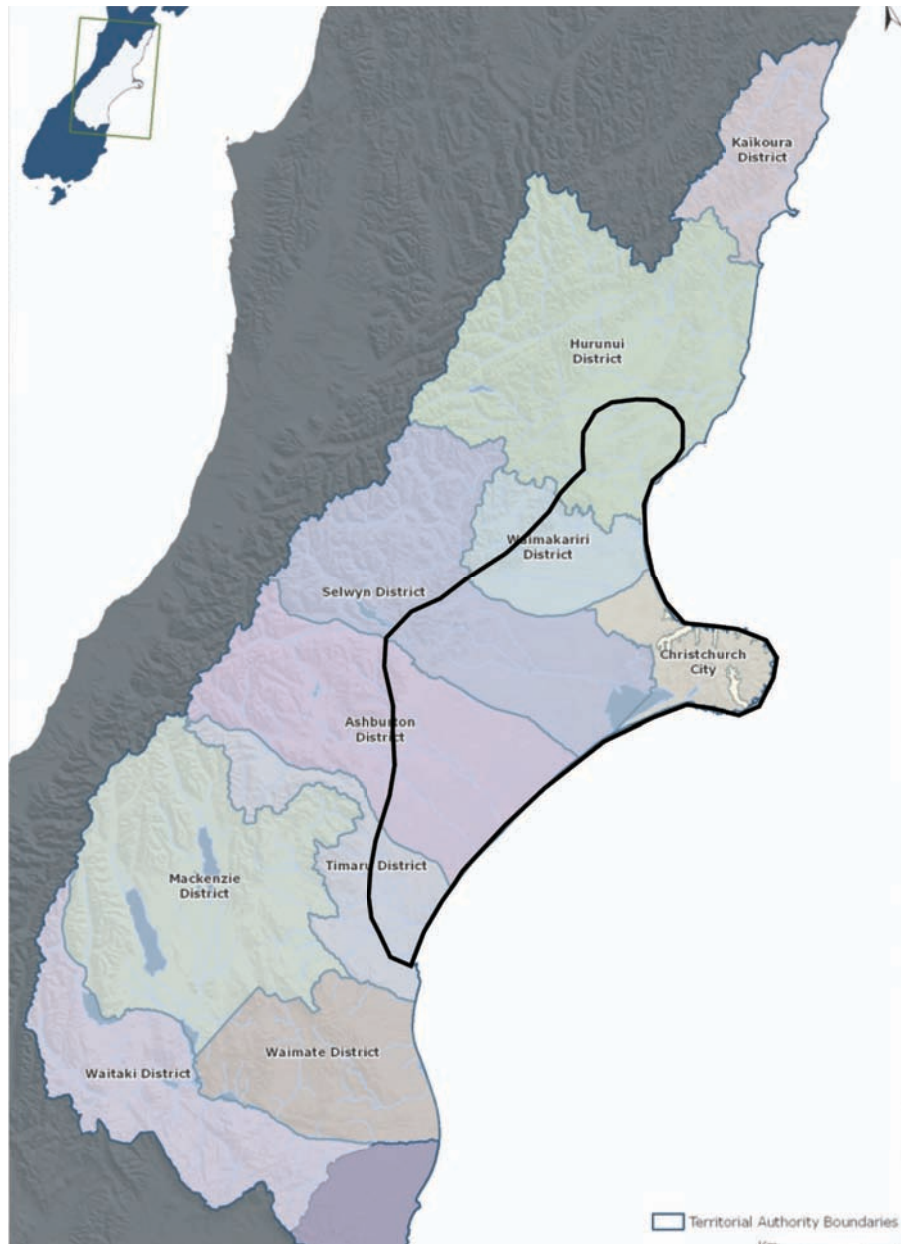 Kaikoura
District
Hurunui
District
Waimakariri
District
Selwyn District
Christchurch
City
Ashburton
District
Timaru District
Mackenzie
District
Waimate District
Waitaki District
Territorial Authority Boundaries